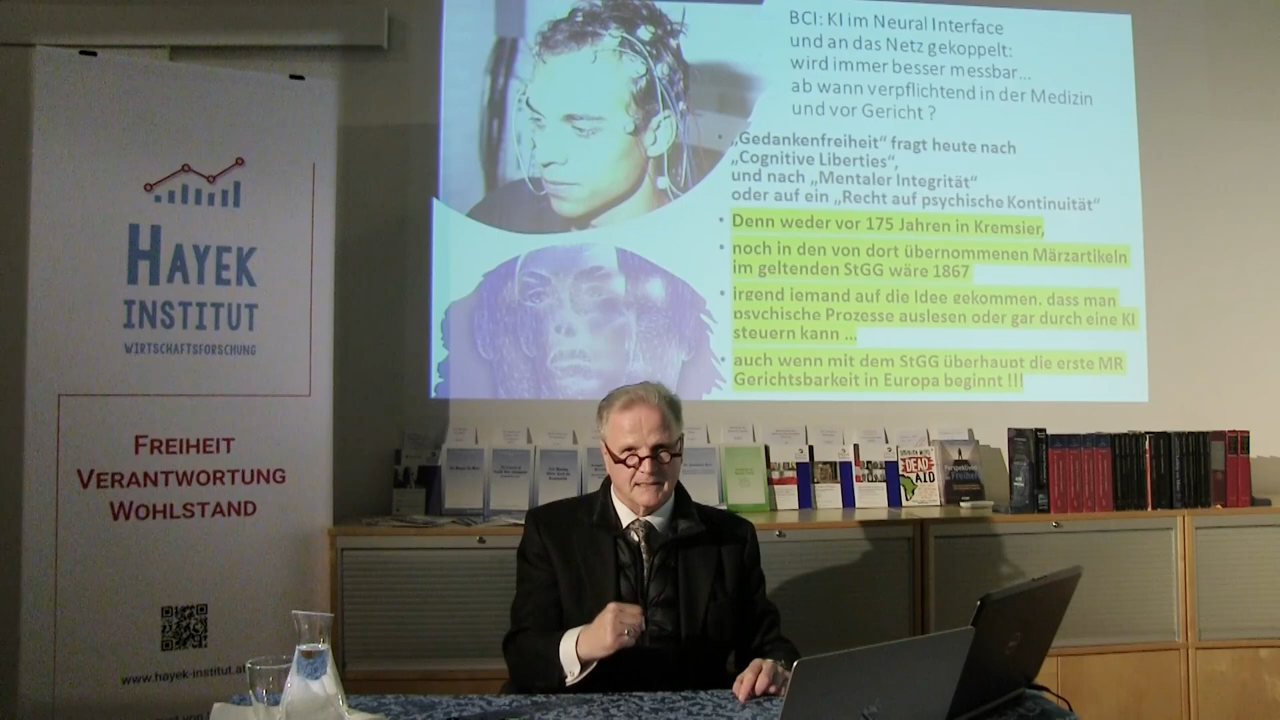 HAYEK
INSTITUT
WIRTSCHAFTSFORSCHUNG
FREIHEIT
VERANTWORTUNG
WOHLSTAND
www.hayek-institut.at
BCI: KI im Neural Interface
und an das Netz gekoppelt:
wird immer besser messbar...
ab wann verpflichtend in der Medizin
und vor Gericht ?
• „Gedankenfreiheit“ fragt heute nach
„Cognitive Liberties“,
und nach „Mentaler Integrität“
oder auf ein „Recht auf psychische Kontinuität“
• Denn weder vor 175 Jahren in Kremsier,
• noch in den von dort übernommenen Märzartikeln
im geltenden StGG wäre 1867
• irgend jemand auf die Idee gekommen, dass man
psychische Prozesse auslesen oder gar durch eine KI
steuern kann ...
• auch wenn mit dem StGG überhaupt die erste MR
Gerichtsbarkeit in Europa beginnt !!!
DEAD
AID
Perspektiven
Freiheit